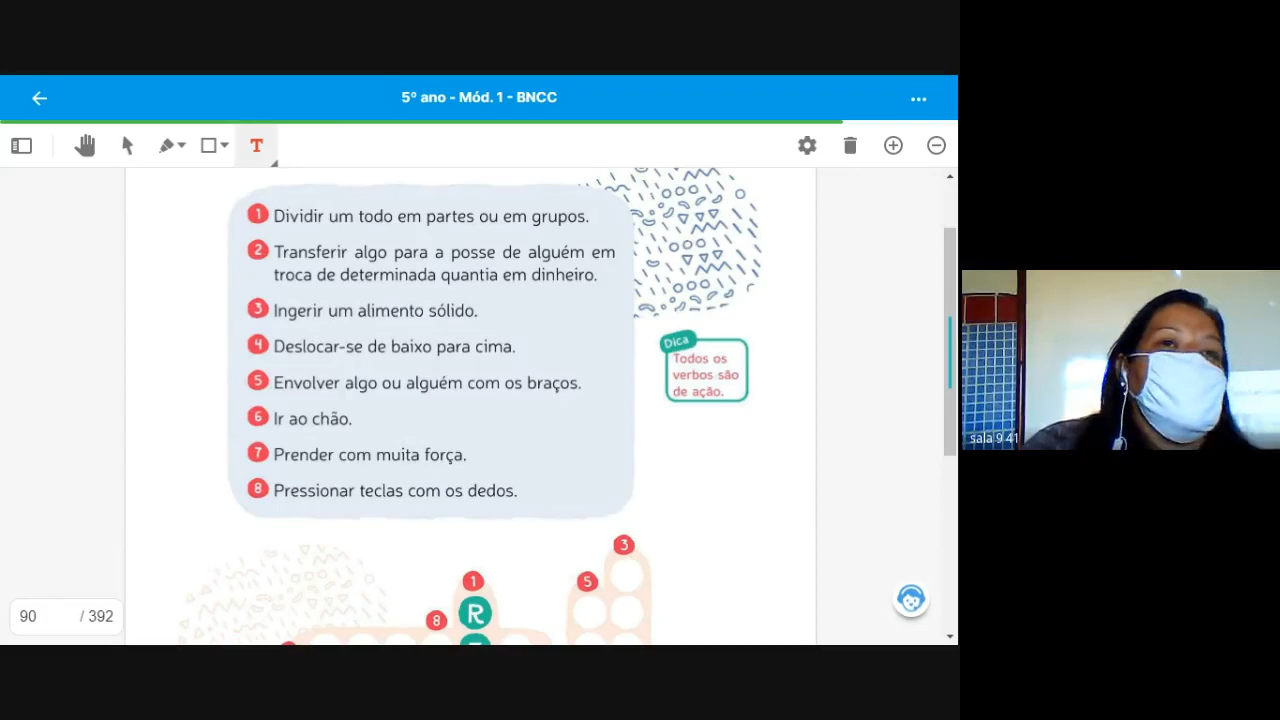 5º ano - Mód. 1 - BNCC
T
1 Dividir um todo em partes ou em grupos.
2 Transferir algo para a posse de alguém em
troca de determinada quantia em dinheiro.
3 Ingerir um alimento sólido.
4 Deslocar-se de baixo para cima.
5 Envolver algo ou alguém com os braços.
6 Ir ao chão.
7 Prender com muita força.
8 Pressionar teclas com os dedos.
Dica
Todos os
verbos são
de ação.
3
1
5
8
R
90 / 392
sala 9 41